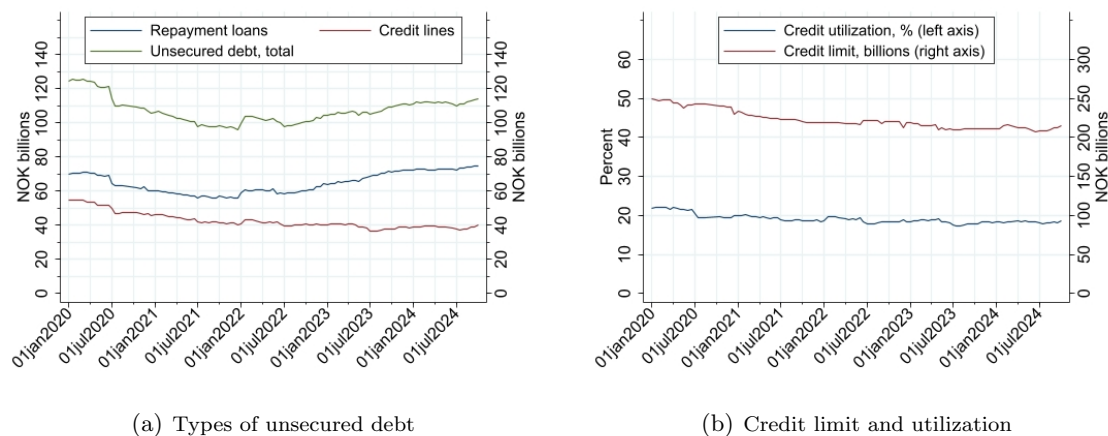 Repayment loans Credit lines
Unsecured debt, total
NOK billions
0 20 40 60 80 100 120 140
NOK billions
0 20 40 60 80 100 120 140
01jan2020 01jul2020 01jan2021 01jul2021 01jan2022 01jul2022 01jan2023 01jul2023 01jan2024 01jul2024
(a) Types of unsecured debt
Credit utilization, % (left axis)
Credit limit, billions (right axis)
Percent
0 10 20 30 40 50 60
NOK billions
0 50 100 150 200 250 300
01jan2020 01jul2020 01jan2021 01jul2021 01jan2022 01jul2022 01jan2023 01jul2023 01jan2024 01jul2024
(b) Credit limit and utilization